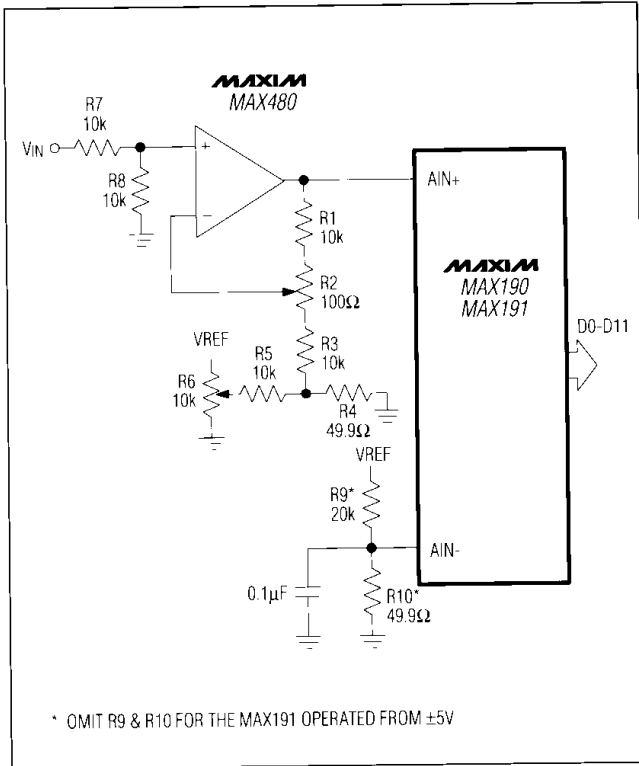 MAXIM
MAX480
R7
10k
VIN
R8
10k
+
−
AIN+
R1
10k
R2
100Ω
MAXIM
MAX190
MAX191
D0-D11
R3
10k
VREF
R5
10k
R6
10k
R4
49.9Ω
VREF
R9*
20k
AIN-
0.1µF
R10*
49.9Ω
* OMIT R9 & R10 FOR THE MAX191 OPERATED FROM ±5V